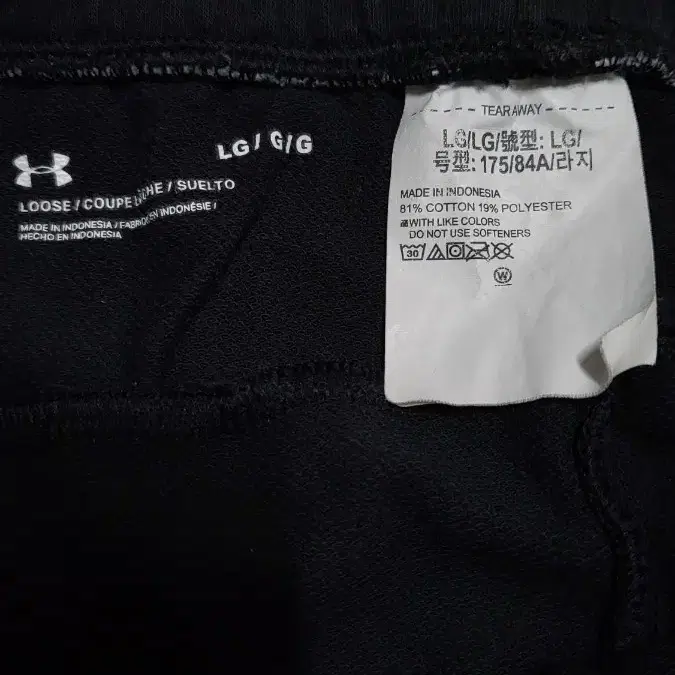 LG / G/G
LOOSE / COUPE / SUELTO
MADE IN INDONESIA / FABRIQUÉ EN INDONÉSIE /
HECHO EN INDONESIA
TEAR AWAY
LG/LG/號型: LG/
号型: 175/84A/라지
MADE IN INDONESIA
81% COTTON 19% POLYESTER
WITH LIKE COLORS
DO NOT USE SOFTENERS
30
W